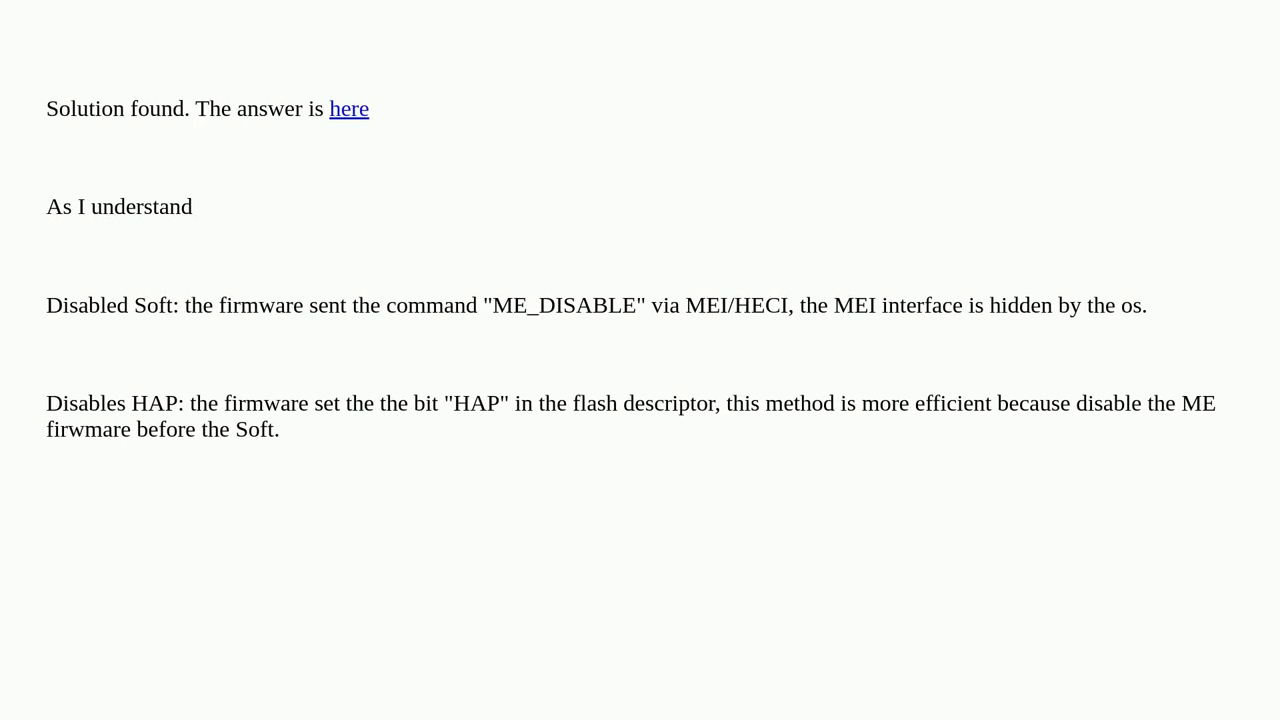 Solution found. The answer is here
As I understand
Disabled Soft: the firmware sent the command "ME_DISABLE" via MEI/HECI, the MEI interface is hidden by the os.
Disables HAP: the firmware set the the bit "HAP" in the flash descriptor, this method is more efficient because disable the ME
firwmare before the Soft.